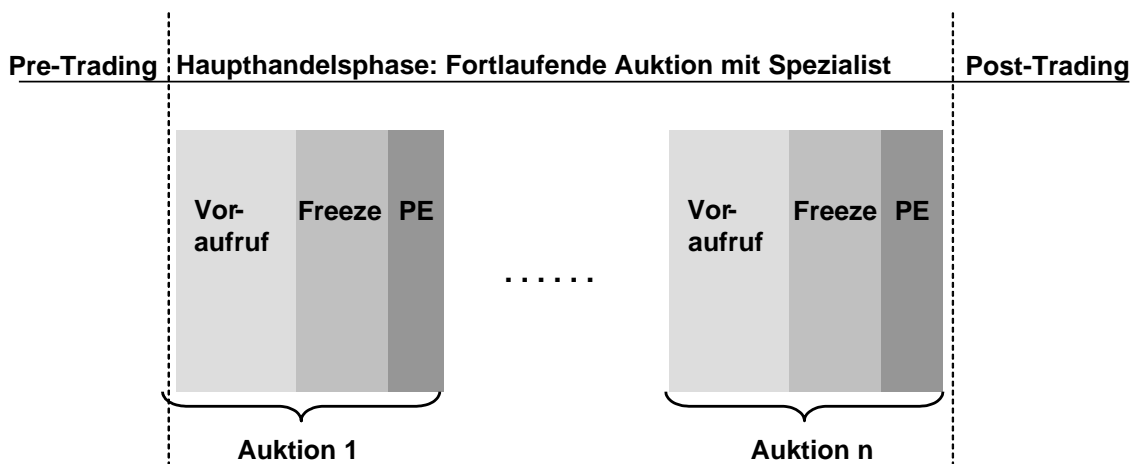 Pre-Trading
Haupthandelsphase: Fortlaufende Auktion mit Spezialist
Post-Trading
Vor-
aufruf
Freeze
PE
......
Vor-
aufruf
Freeze
PE
Auktion 1
Auktion n